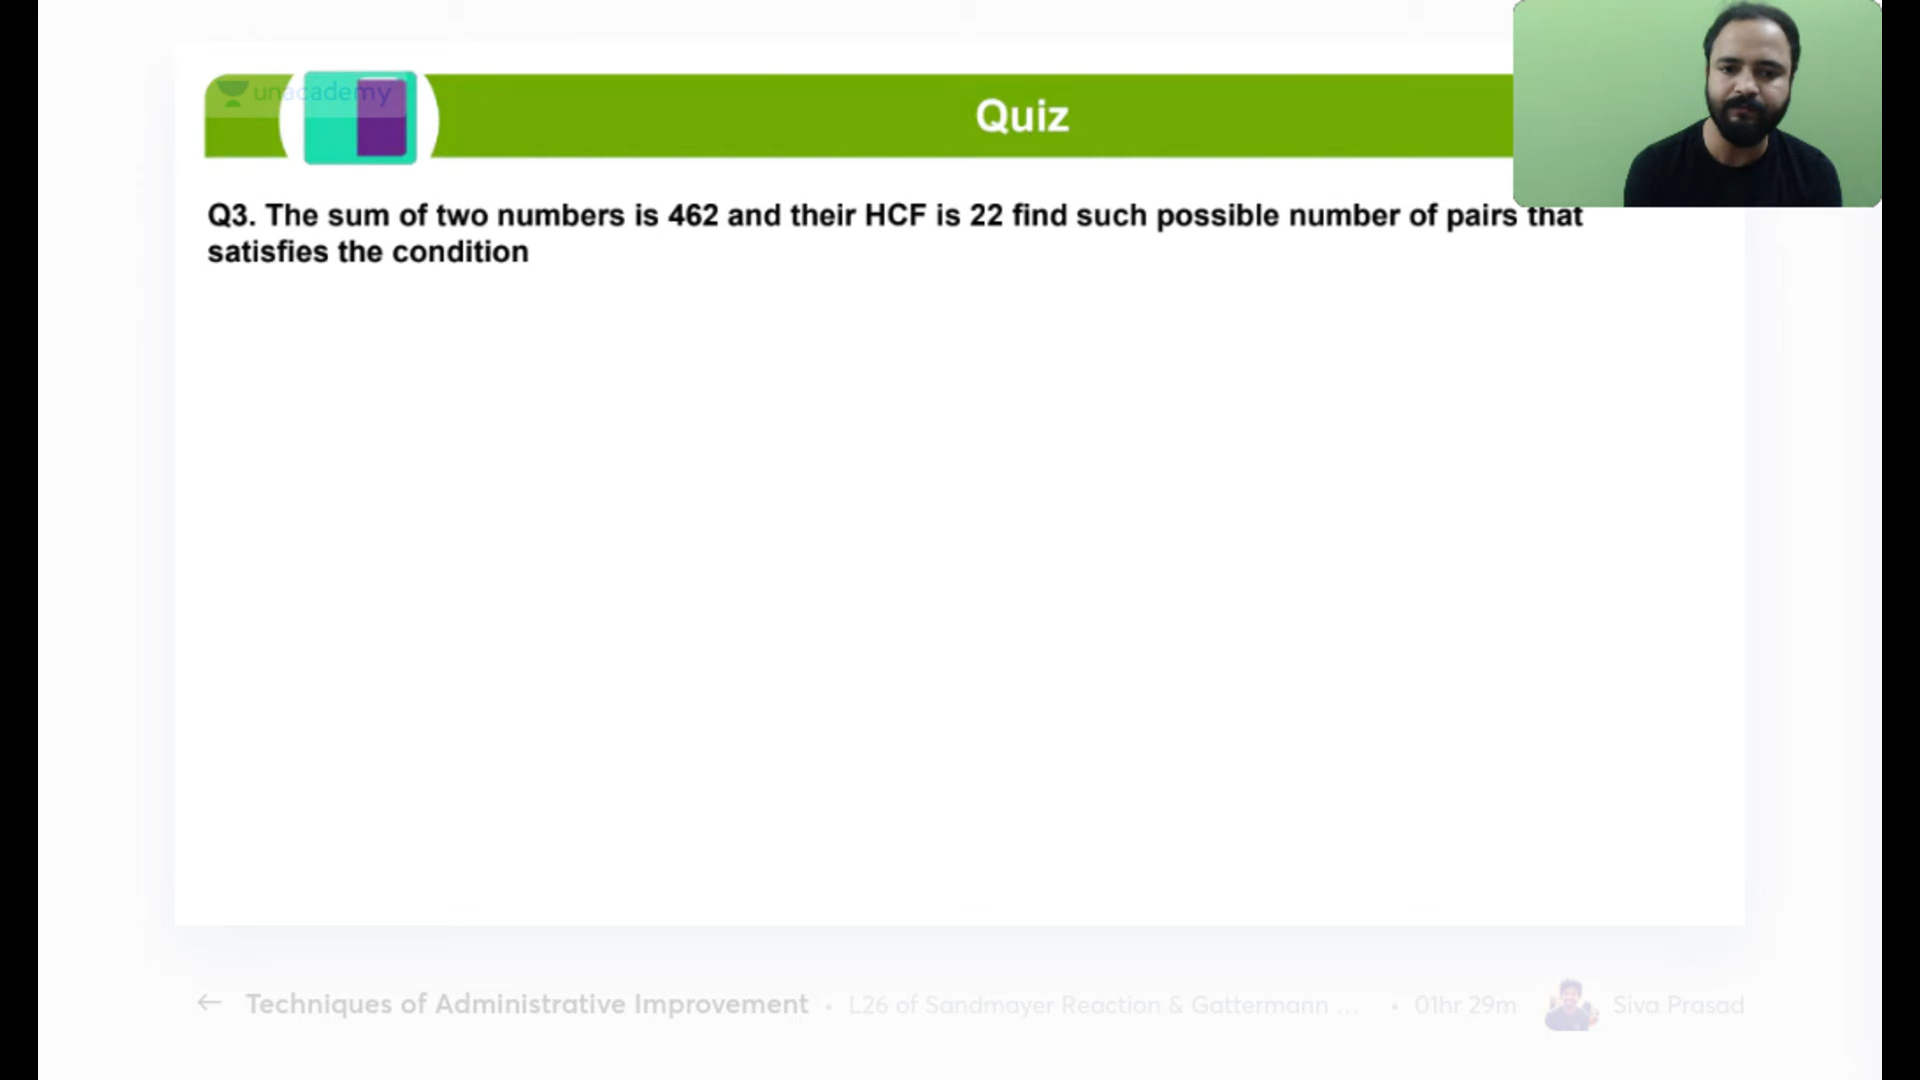 unacademy
Quiz
Q3. The sum of two numbers is 462 and their HCF is 22 find such possible number of pairs that
satisfies the condition
← Techniques of Administrative Improvement • L26 of Sandmayer Reaction & Gattermann ... • 01hr 29m Siva Prasad